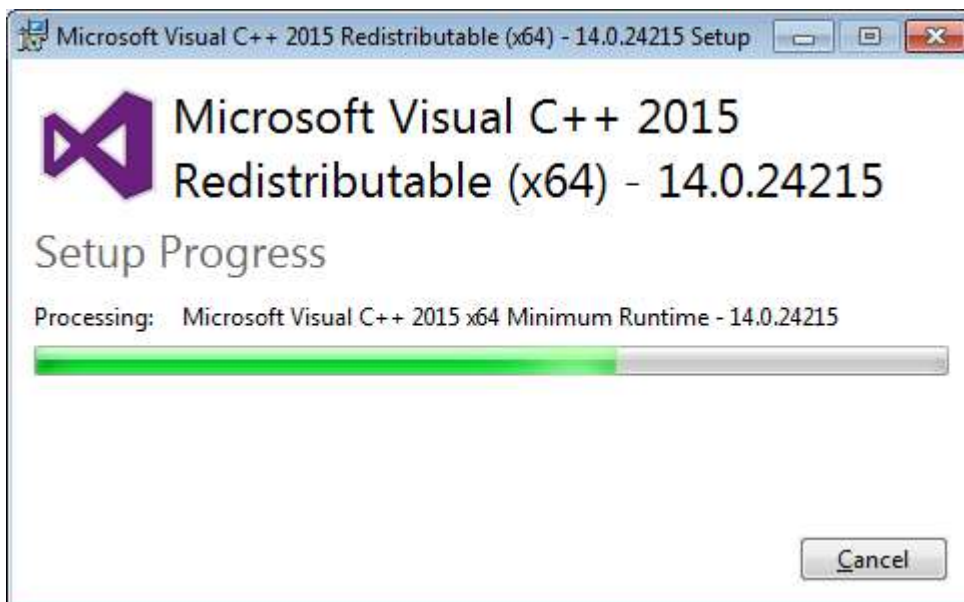 Microsoft Visual C++ 2015 Redistributable (x64) - 14.0.24215 Setup
Microsoft Visual C++ 2015
Redistributable (x64) - 14.0.24215
Setup Progress
Processing: Microsoft Visual C++ 2015 x64 Minimum Runtime - 14.0.24215
Cancel